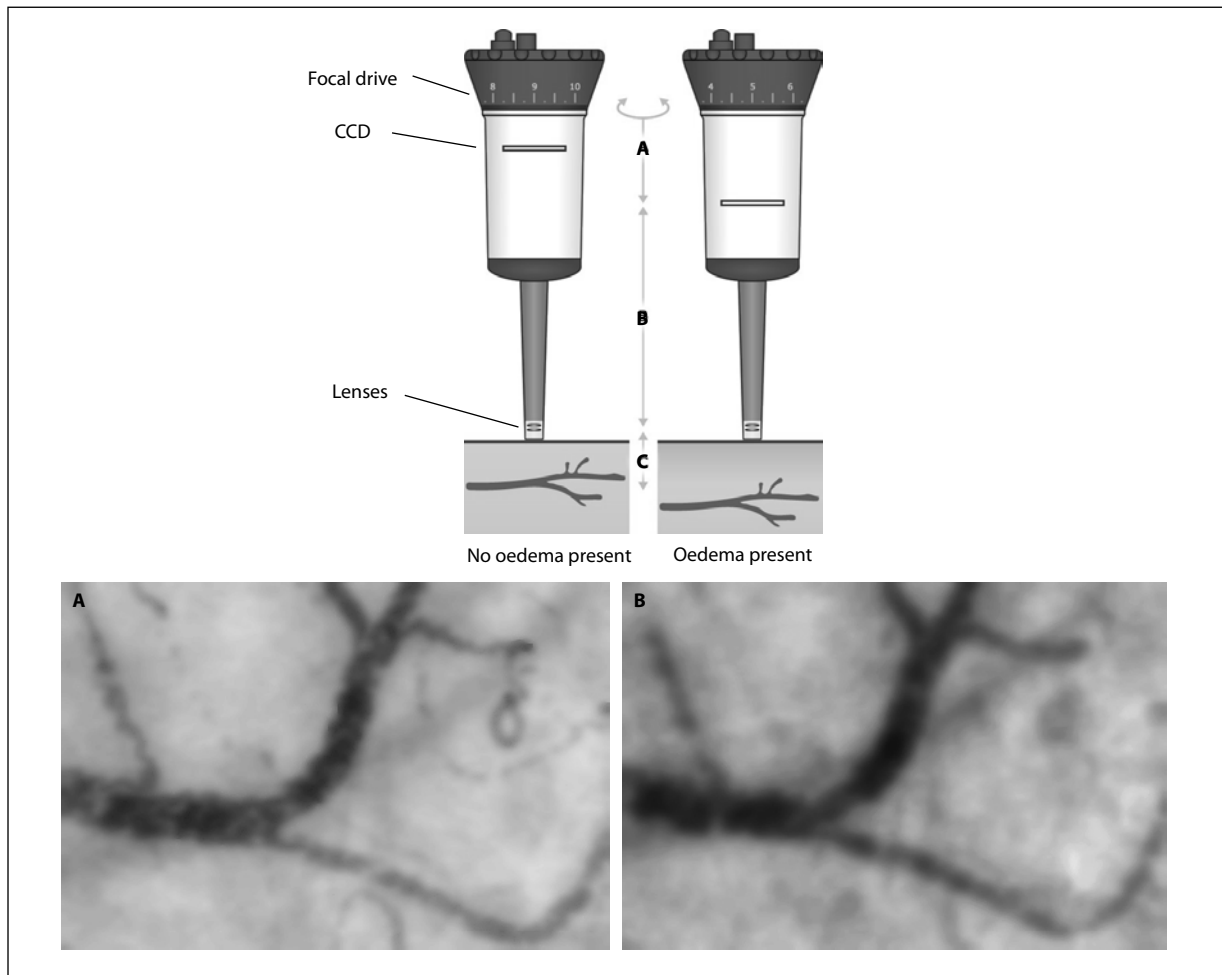 8 9 10
4 5 6
Focal drive
CCD
A
B
Lenses
C
No oedema present
Oedema present
A
B